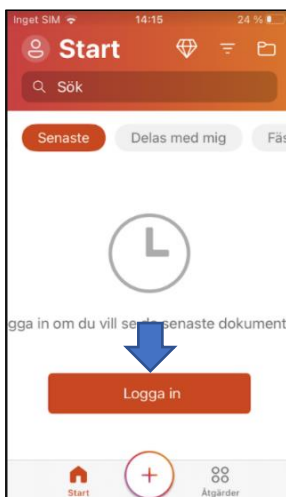 Inget SIM 14:15 24 %
Start
Sök
Senaste Delas med mig Fäs
gga in om du vill se de senaste dokument
Logga in
Start Åtgärder